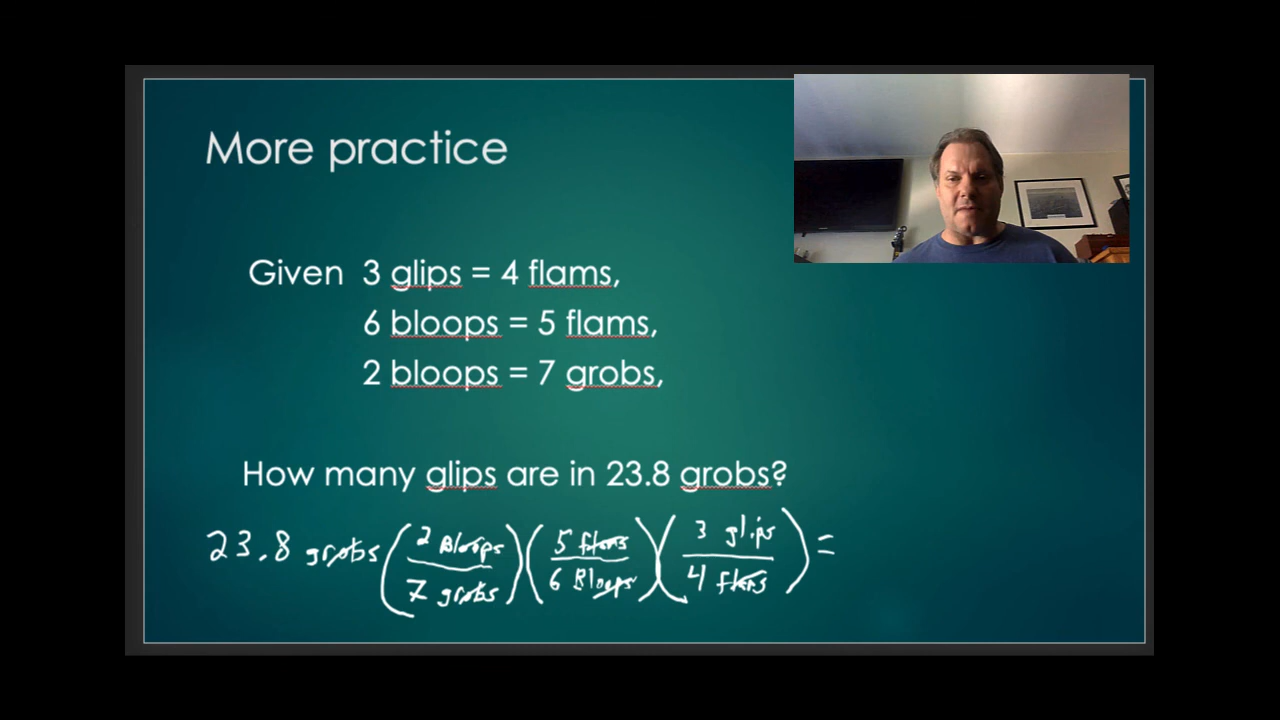 More practice
Given 3 glips = 4 flams,
6 bloops = 5 flams,
2 bloops = 7 grobs,
How many glips are in 23.8 grobs?
23.8 grobs (2 Bloops / 7 grobs) (5 flams / 6 Bloops) (3 glips / 4 flams) =